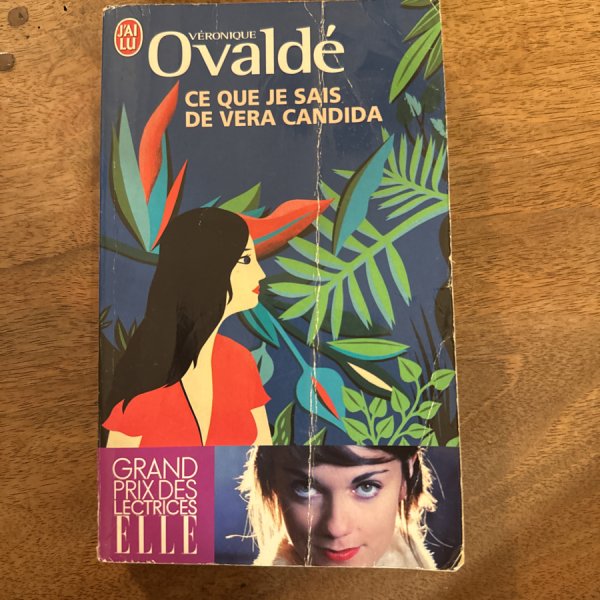 J'AI
LU
VÉRONIQUE
Ovaldé
CE QUE JE SAIS
DE VERA CANDIDA
GRAND
PRIX DES
LECTRICES
ELLE